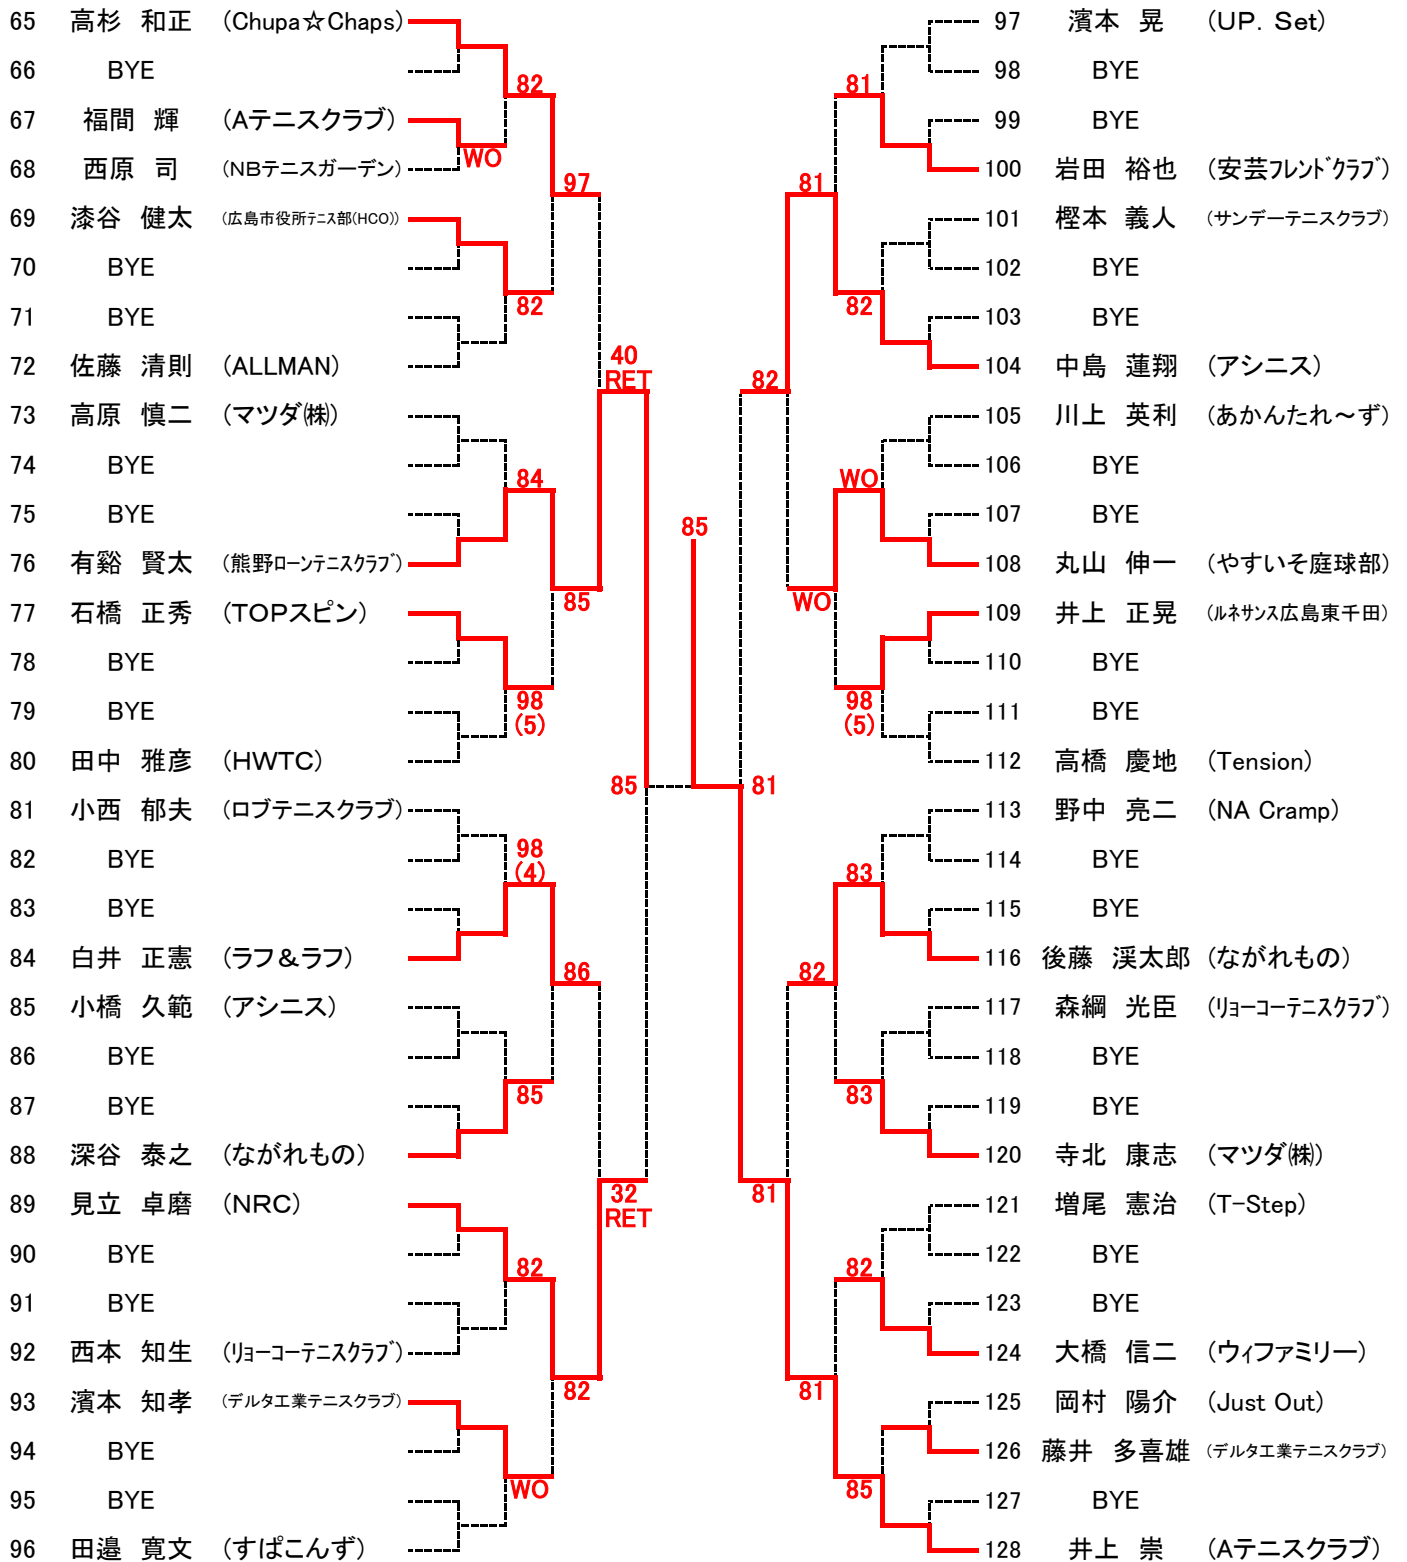 65 高杉 和正 (Chupa☆Chaps)
66 BYE
82
67 福間 輝 (Aテニスクラブ)
WO
68 西原 司 (NBテニスガーデン)
97
69 漆谷 健太 (広島市役所テニス部(HCO))
70 BYE
82
71 BYE
72 佐藤 清則 (ALLMAN)
40
RET
73 高原 慎二 (マツダ㈱)
74 BYE
84
75 BYE
76 有谿 賢太 (熊野ローンテニスクラブ)
85
77 石橋 正秀 (TOPスピン)
78 BYE
98
(5)
79 BYE
80 田中 雅彦 (HWTC)
85
81 小西 郁夫 (ロブテニスクラブ)
98
(4)
82 BYE
83 BYE
84 白井 正憲 (ラフ&ラフ)
86
85 小橋 久範 (アシニス)
86 BYE
85
87 BYE
88 深谷 泰之 (ながれもの)
32
RET
89 見立 卓磨 (NRC)
90 BYE
82
91 BYE
92 西本 知生 (リョーコーテニスクラブ)
82
93 濱本 知孝 (デルタ工業テニスクラブ)
94 BYE
WO
95 BYE
96 田邉 寛文 (すぱこんず)
85
97 濱本 晃 (UP. Set)
98 BYE
81
99 BYE
100 岩田 裕也 (安芸フレンドクラブ)
81
101 樫本 義人 (サンデーテニスクラブ)
102 BYE
82
103 BYE
104 中島 蓮翔 (アシニス)
82
105 川上 英利 (あかんたれ~ず)
106 BYE
WO
107 BYE
108 丸山 伸一 (やすいそ庭球部)
WO
109 井上 正晃 (ルネサンス広島東千田)
110 BYE
98
(5)
111 BYE
112 高橋 慶地 (Tension)
81
113 野中 亮二 (NA Cramp)
114 BYE
83
115 BYE
116 後藤 渓太郎 (ながれもの)
82
117 森綱 光臣 (リョーコーテニスクラブ)
118 BYE
83
119 BYE
120 寺北 康志 (マツダ㈱)
81
121 増尾 憲治 (T-Step)
122 BYE
82
123 BYE
124 大橋 信二 (ウィファミリー)
81
125 岡村 陽介 (Just Out)
126 藤井 多喜雄 (デルタ工業テニスクラブ)
85
127 BYE
128 井上 崇 (Aテニスクラブ)